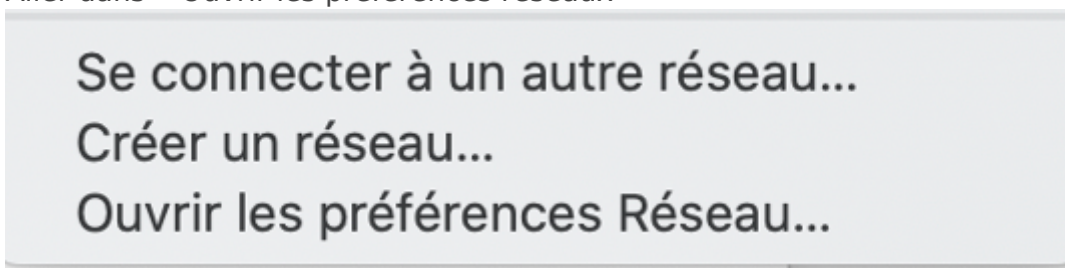 Se connecter à un autre réseau...
Créer un réseau...
Ouvrir les préférences Réseau...